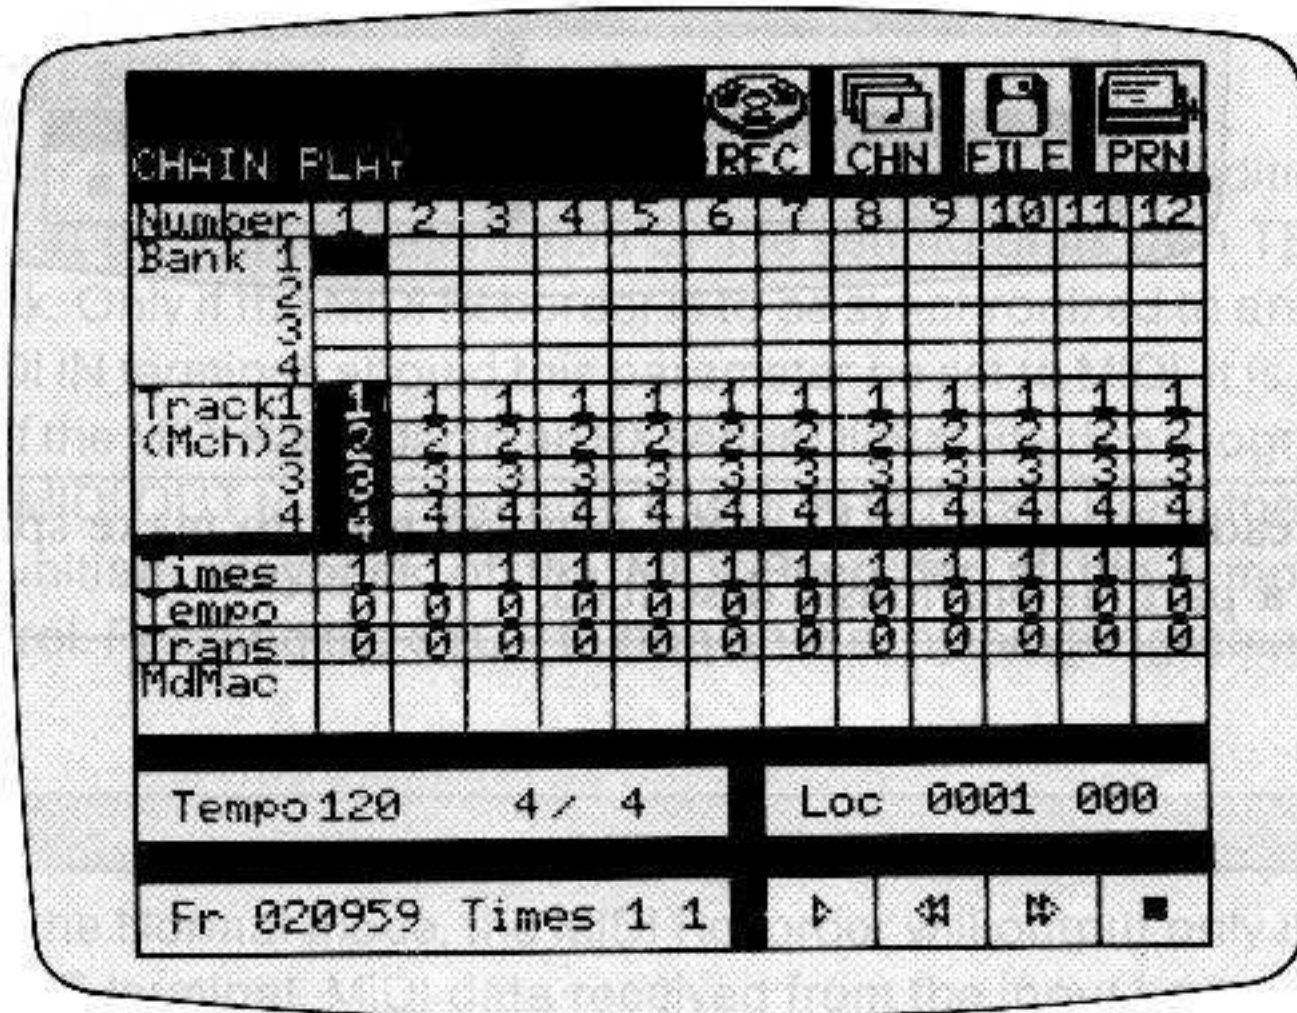 REC CHN FILE PRN
CHAIN PLAY
Number 1 2 3 4 5 6 7 8 9 10 11 12
Bank 1
2
3
4
Track1 1 1 1 1 1 1 1 1 1 1 1 1
(Mch)2 2 2 2 2 2 2 2 2 2 2 2 2
3 3 3 3 3 3 3 3 3 3 3 3 3
4 4 4 4 4 4 4 4 4 4 4 4 4
Times 1 1 1 1 1 1 1 1 1 1 1 1
Tempo 0 0 0 0 0 0 0 0 0 0 0 0
Trans 0 0 0 0 0 0 0 0 0 0 0 0
MdMac
Tempo 120 4/ 4 Loc 0001 000
Fr 020959 Times 1 1